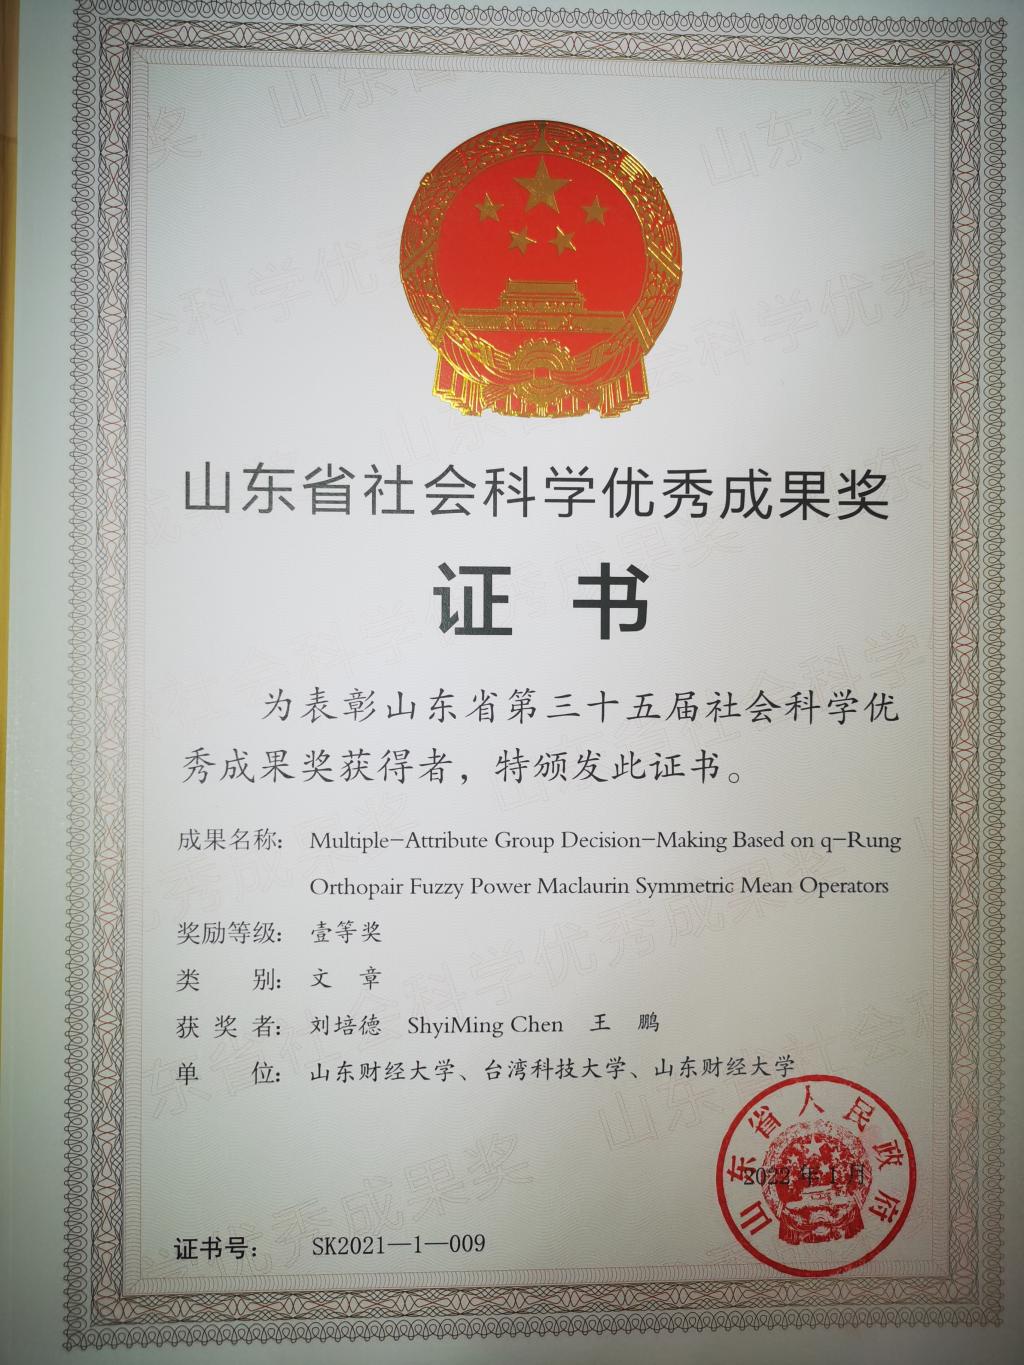 山东省社会科学优秀成果奖
证 书
为表彰山东省第三十五届社会科学优
秀成果奖获得者，特颁发此证书。
成果名称： Multiple-Attribute Group Decision-Making Based on q-Rung
Orthopair Fuzzy Power Maclaurin Symmetric Mean Operators
奖励等级： 壹等奖
类 别： 文 章
获 奖 者： 刘培德 ShyiMing Chen 王 鹏
单 位： 山东财经大学、台湾科技大学、山东财经大学
山东省人民政府
2022年1月
证书号： SK2021—1—009